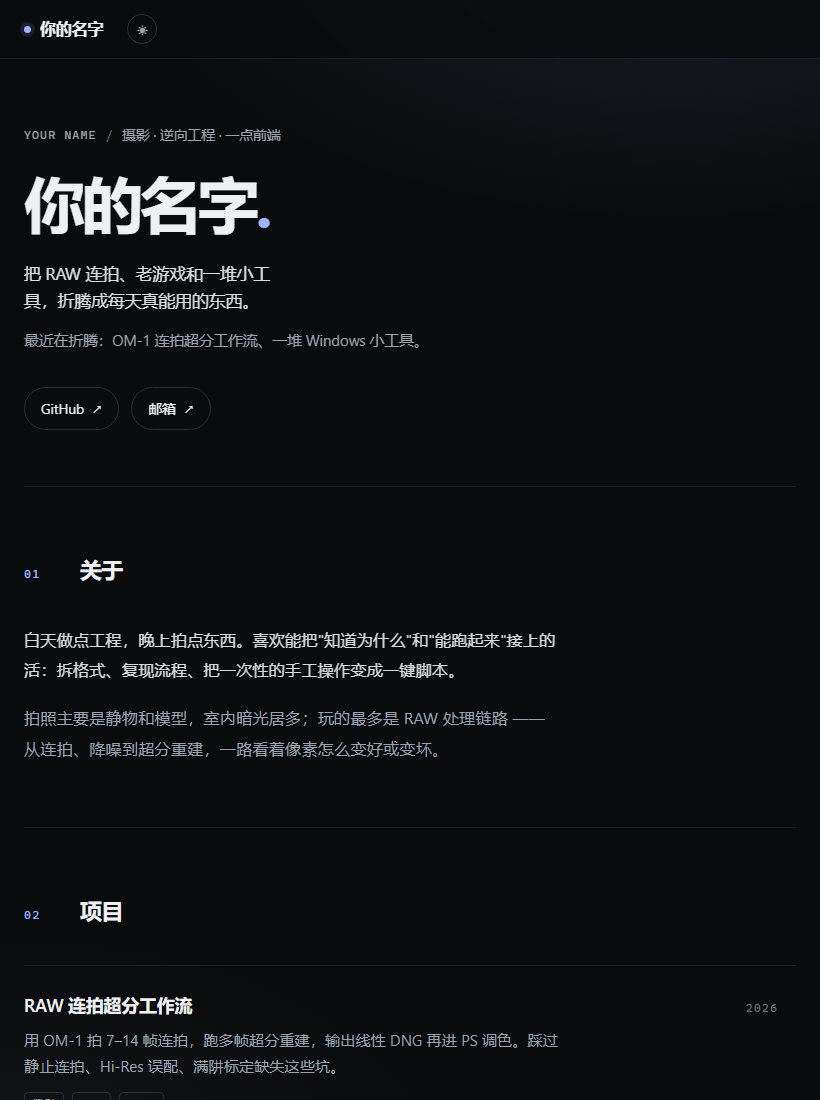 你的名字
YOUR NAME / 摄影 · 逆向工程 · 一点前端
你的名字.
把 RAW 连拍、老游戏和一堆小工
具，折腾成每天真能用的东西。
最近在折腾：OM-1 连拍超分工作流、一堆 Windows 小工具。
GitHub ↗ 邮箱 ↗
01 关于
白天做点工程，晚上拍点东西。喜欢能把"知道为什么"和"能跑起来"接上的
活：拆格式、复现流程、把一次性的手工操作变成一键脚本。
拍照主要是静物和模型，室内暗光居多；玩的最多是 RAW 处理链路 ——
从连拍、降噪到超分重建，一路看着像素怎么变好或变坏。
02 项目
RAW 连拍超分工作流 2026
用 OM-1 拍 7–14 帧连拍，跑多帧超分重建，输出线性 DNG 再进 PS 调色。踩过
静止连拍、Hi-Res 误配、满阱标定缺失这些坑。